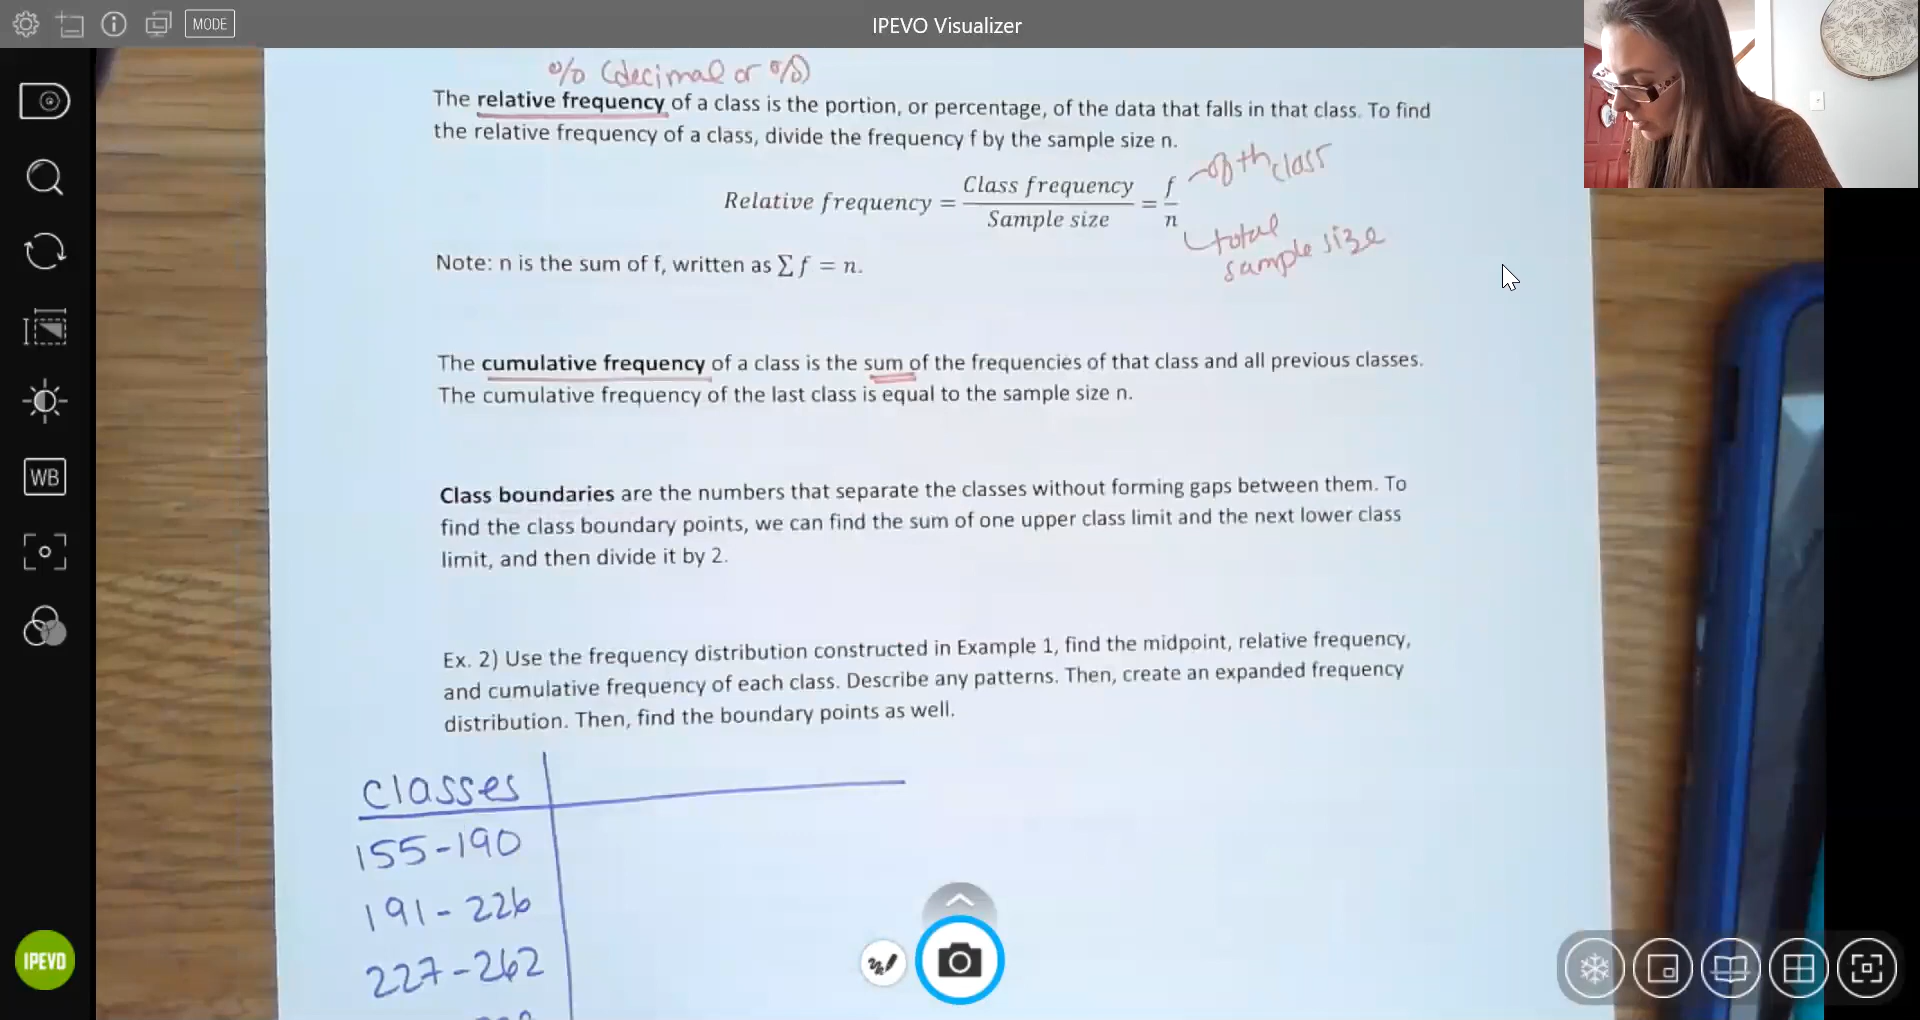 MODE
IPEVO Visualizer
% (decimal or %)
The relative frequency of a class is the portion, or percentage, of the data that falls in that class. To find
the relative frequency of a class, divide the frequency f by the sample size n.
Relative frequency = Class frequency / Sample size = f / n
of th class
total
sample size
Note: n is the sum of f, written as ∑ f = n.
The cumulative frequency of a class is the sum of the frequencies of that class and all previous classes.
The cumulative frequency of the last class is equal to the sample size n.
Class boundaries are the numbers that separate the classes without forming gaps between them. To
find the class boundary points, we can find the sum of one upper class limit and the next lower class
limit, and then divide it by 2.
Ex. 2) Use the frequency distribution constructed in Example 1, find the midpoint, relative frequency,
and cumulative frequency of each class. Describe any patterns. Then, create an expanded frequency
distribution. Then, find the boundary points as well.
classes
155-190
191-226
227-262
WB
IPEVO